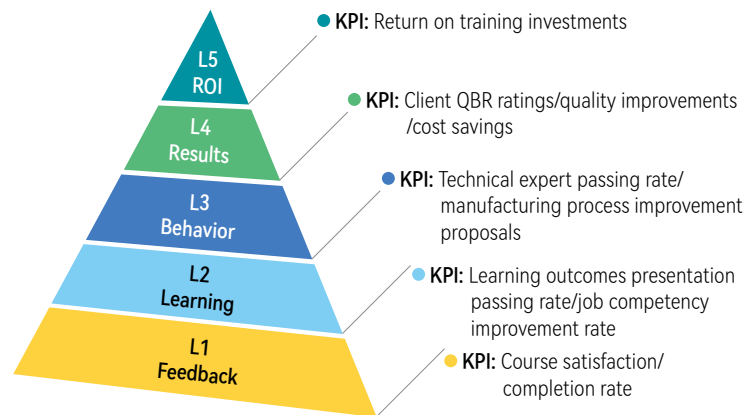 L5
ROI
KPI: Return on training investments
L4
Results
KPI: Client QBR ratings/quality improvements
/cost savings
L3
Behavior
KPI: Technical expert passing rate/
manufacturing process improvement
proposals
L2
Learning
KPI: Learning outcomes presentation
passing rate/job competency
improvement rate
L1
Feedback
KPI: Course satisfaction/
completion rate